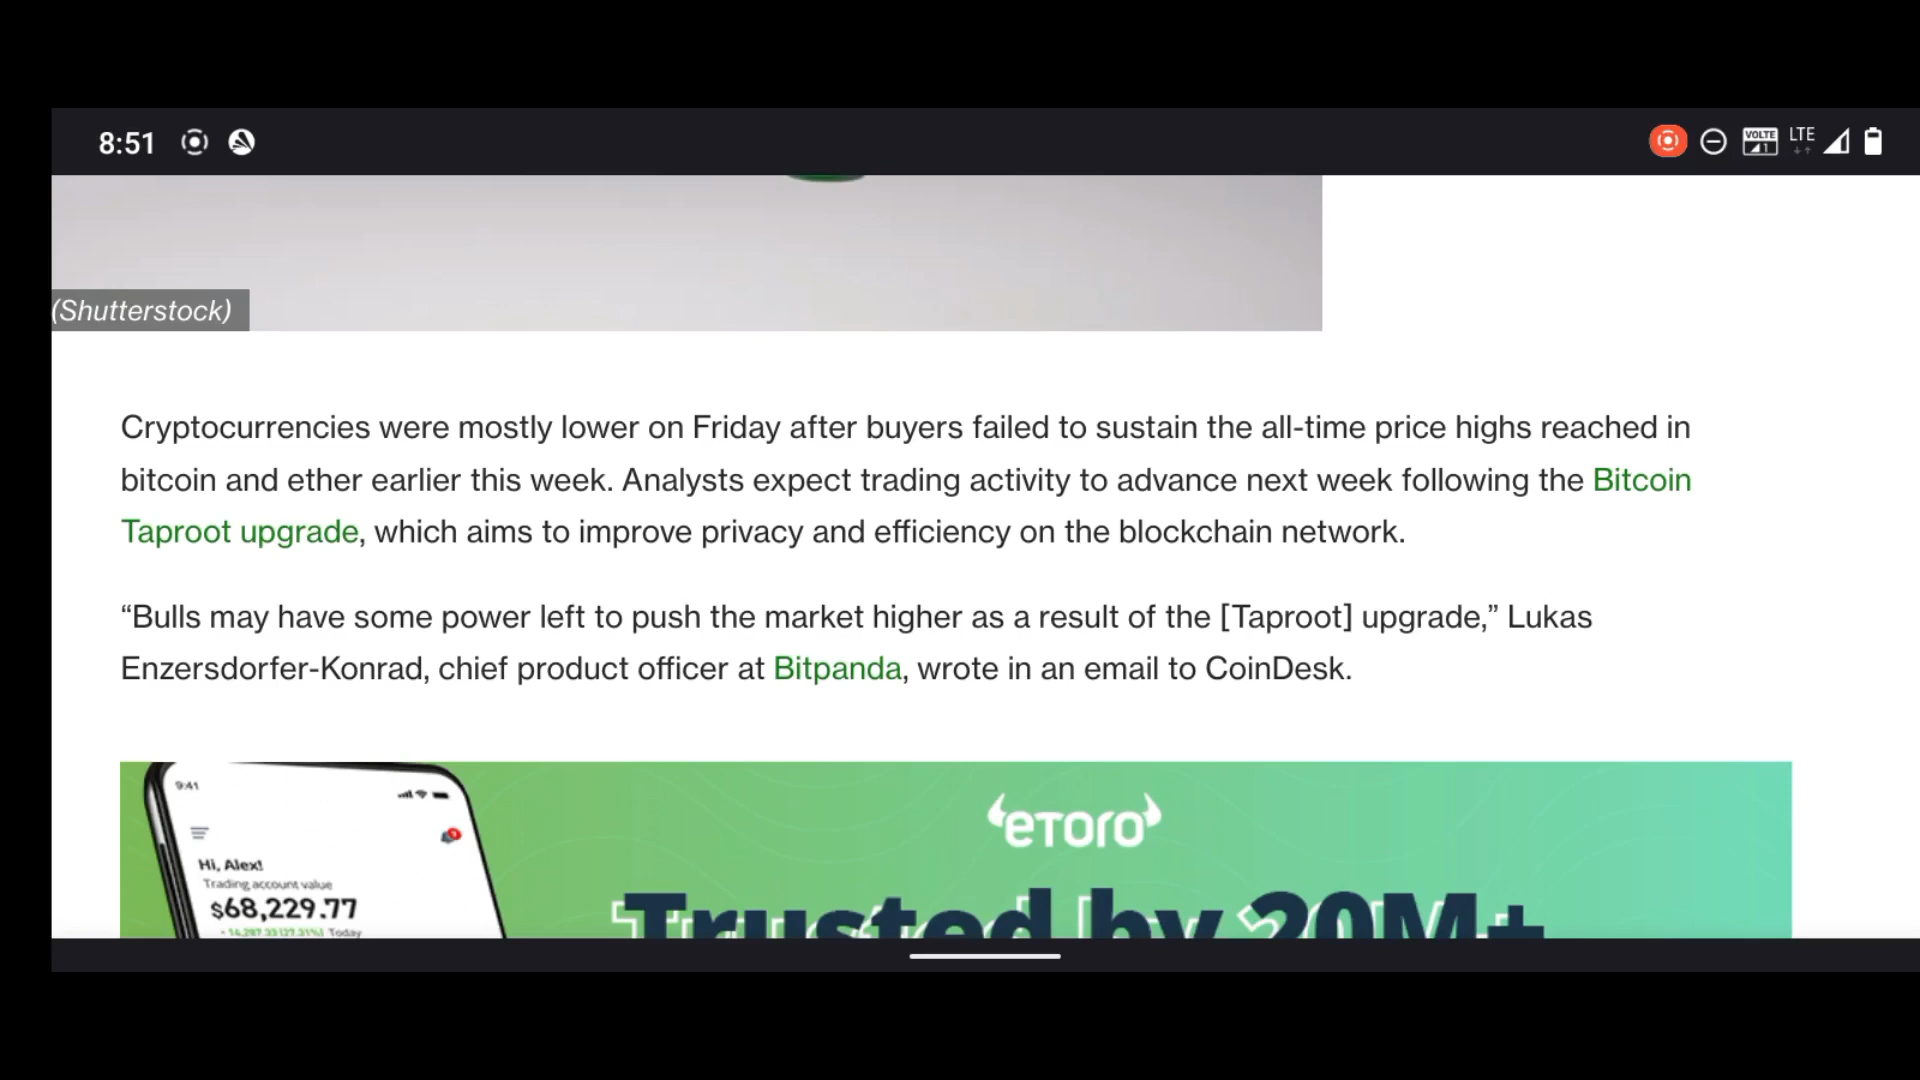 8:51
VOLTE
1
LTE
(Shutterstock)
Cryptocurrencies were mostly lower on Friday after buyers failed to sustain the all-time price highs reached in
bitcoin and ether earlier this week. Analysts expect trading activity to advance next week following the Bitcoin
Taproot upgrade, which aims to improve privacy and efficiency on the blockchain network.
“Bulls may have some power left to push the market higher as a result of the [Taproot] upgrade,” Lukas
Enzersdorfer-Konrad, chief product officer at Bitpanda, wrote in an email to CoinDesk.
9:41
eToro
Hi, Alex!
Trading account value
$68,229.77
Today
Trusted by 20M+